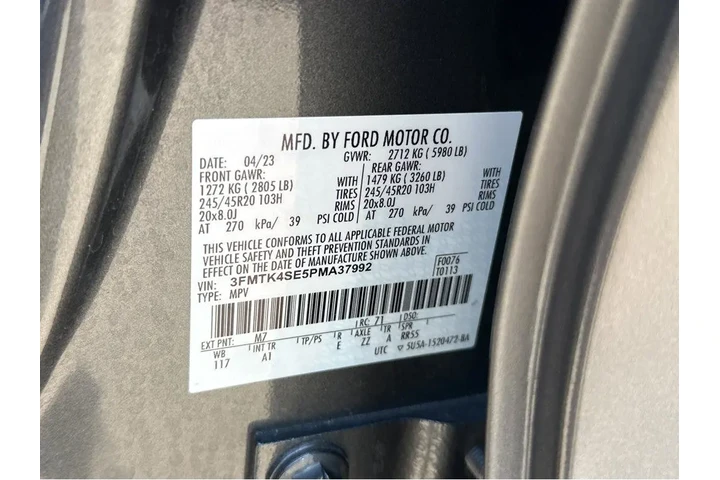 MFD. BY FORD MOTOR CO.
DATE: 04/23 GVWR: 2712 KG ( 5980 LB)
FRONT GAWR: REAR GAWR:
1272 KG ( 2805 LB) WITH 1479 KG ( 3260 LB) WITH
245/45R20 103H TIRES 245/45R20 103H TIRES
20x8.0J RIMS 20x8.0J RIMS
AT 270 kPa/ 39 PSI COLD AT 270 kPa/ 39 PSI COLD
THIS VEHICLE CONFORMS TO ALL APPLICABLE FEDERAL MOTOR
VEHICLE SAFETY AND THEFT PREVENTION STANDARDS IN
EFFECT ON THE DATE OF MANUFACTURE SHOWN ABOVE.
VIN: 3FMTK4SE5PMA37992 F0076
TYPE: MPV T0113
EXT PNT: M7 RC: 71 DSO:
WB INT TR TP/PS R AXLE TR SPR
117 A1 E ZZ A RR55
UTC 5U5A-1520472-BA